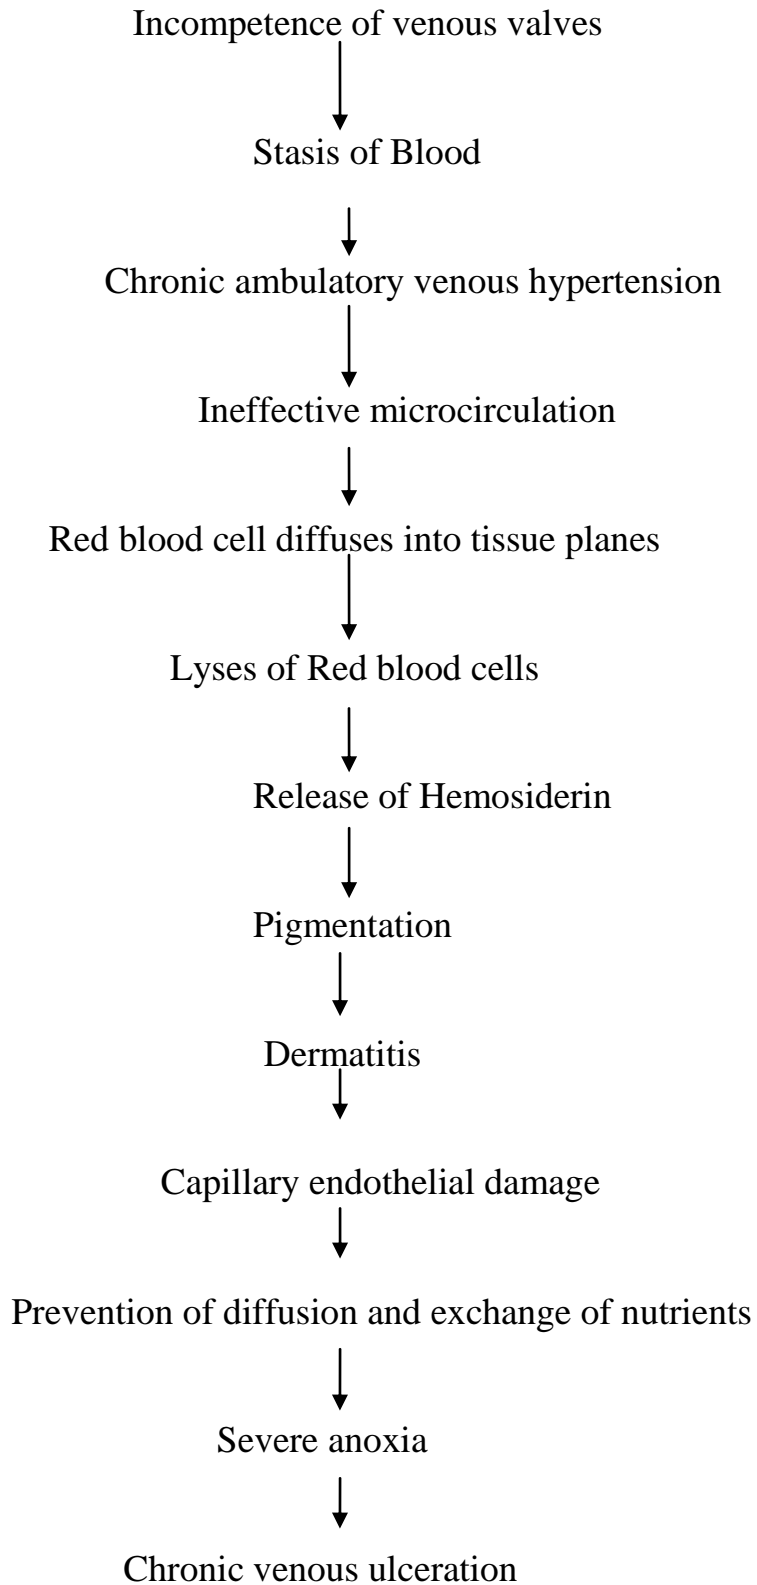 Incompetence of venous valves
Stasis of Blood
Chronic ambulatory venous hypertension
Ineffective microcirculation
Red blood cell diffuses into tissue planes
Lyses of Red blood cells
Release of Hemosiderin
Pigmentation
Dermatitis
Capillary endothelial damage
Prevention of diffusion and exchange of nutrients
Severe anoxia
Chronic venous ulceration